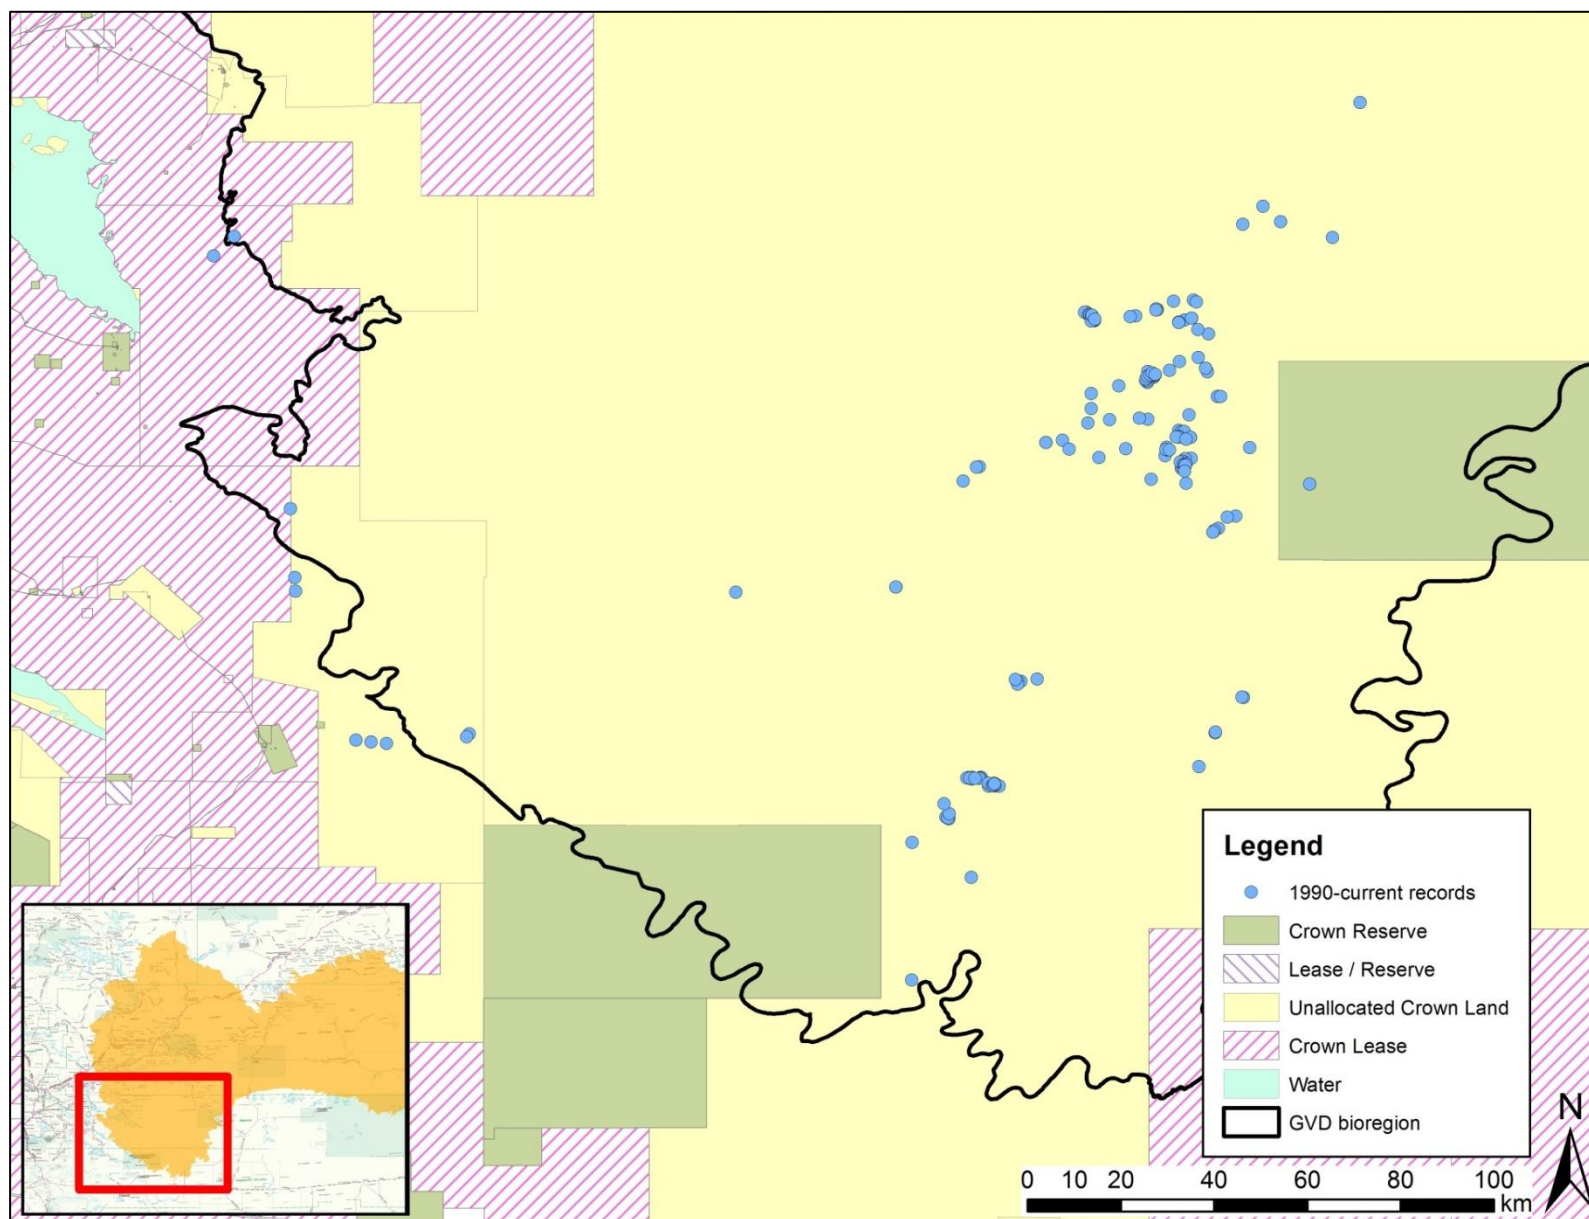 Legend
1990-current records
Crown Reserve
Lease / Reserve
Unallocated Crown Land
Crown Lease
Water
GVD bioregion
N
0 20 40 60 80 100
km